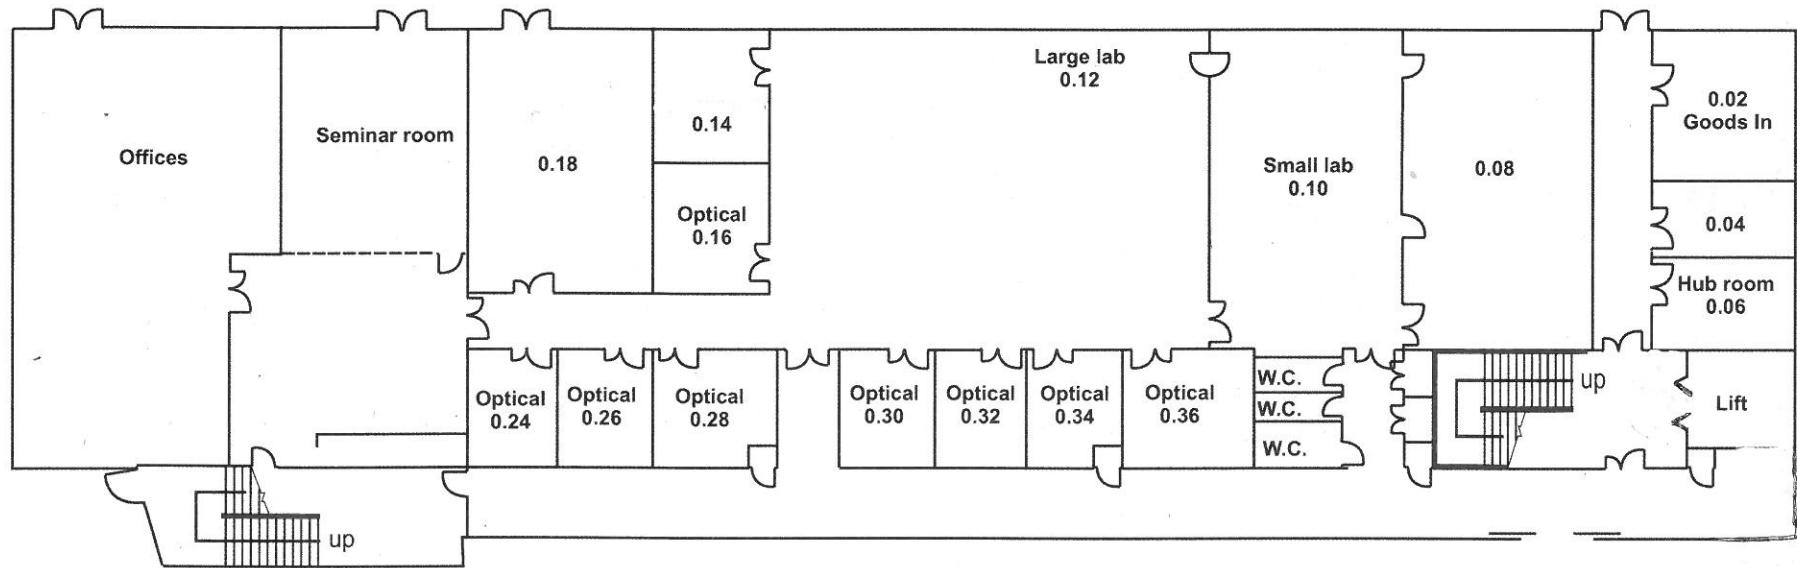 Large lab
0.12
0.02
Goods In
0.14
Seminar room
Offices
0.18
Small lab
0.10
0.08
Optical
0.16
0.04
Hub room
0.06
Optical
0.24
Optical
0.26
Optical
0.28
Optical
0.30
Optical
0.32
Optical
0.34
Optical
0.36
W.C.
W.C.
W.C.
up
Lift
up